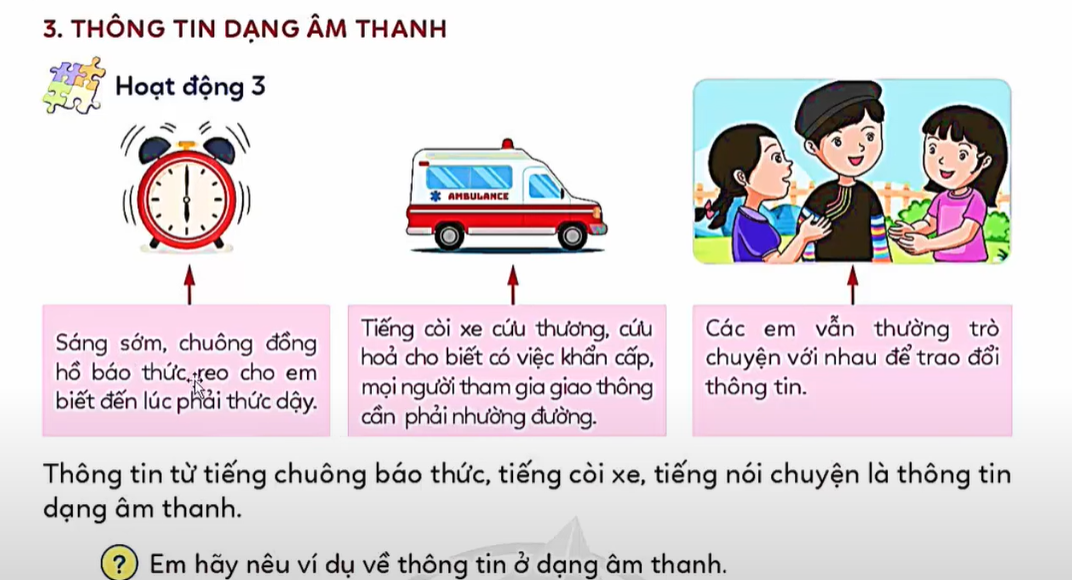 3. THÔNG TIN DẠNG ÂM THANH
Hoạt động 3
AMBULANCE
Sáng sớm, chuông đồng
hồ báo thức, reo cho em
biết đến lúc phải thức dậy.
Tiếng còi xe cứu thương, cứu
hoả cho biết có việc khẩn cấp,
mọi người tham gia giao thông
cần phải nhường đường.
Các em vẫn thường trò
chuyện với nhau để trao đổi
thông tin.
Thông tin từ tiếng chuông báo thức, tiếng còi xe, tiếng nói chuyện là thông tin
dạng âm thanh.
? Em hãy nêu ví dụ về thông tin ở dạng âm thanh.